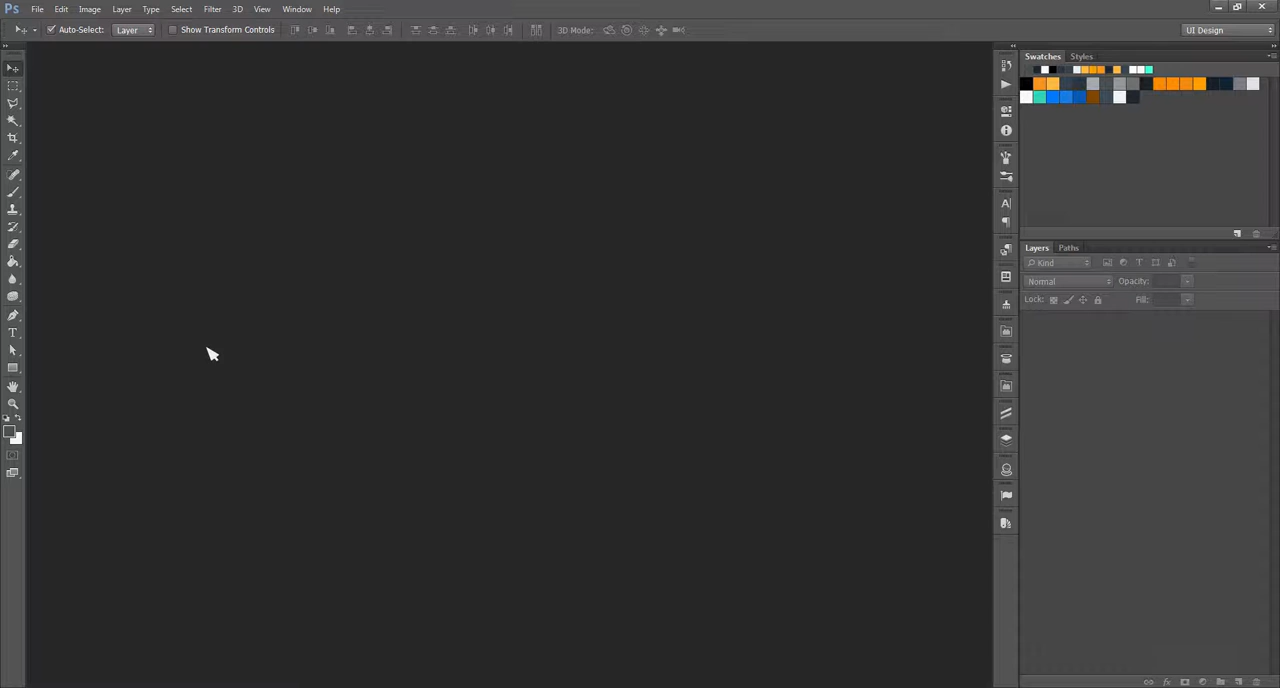 Ps File Edit Image Layer Type Select Filter 3D View Window Help
Auto-Select: Layer Show Transform Controls 3D Mode: UI Design
Swatches Styles
Layers Paths
Kind
Normal Opacity:
Lock: Fill: